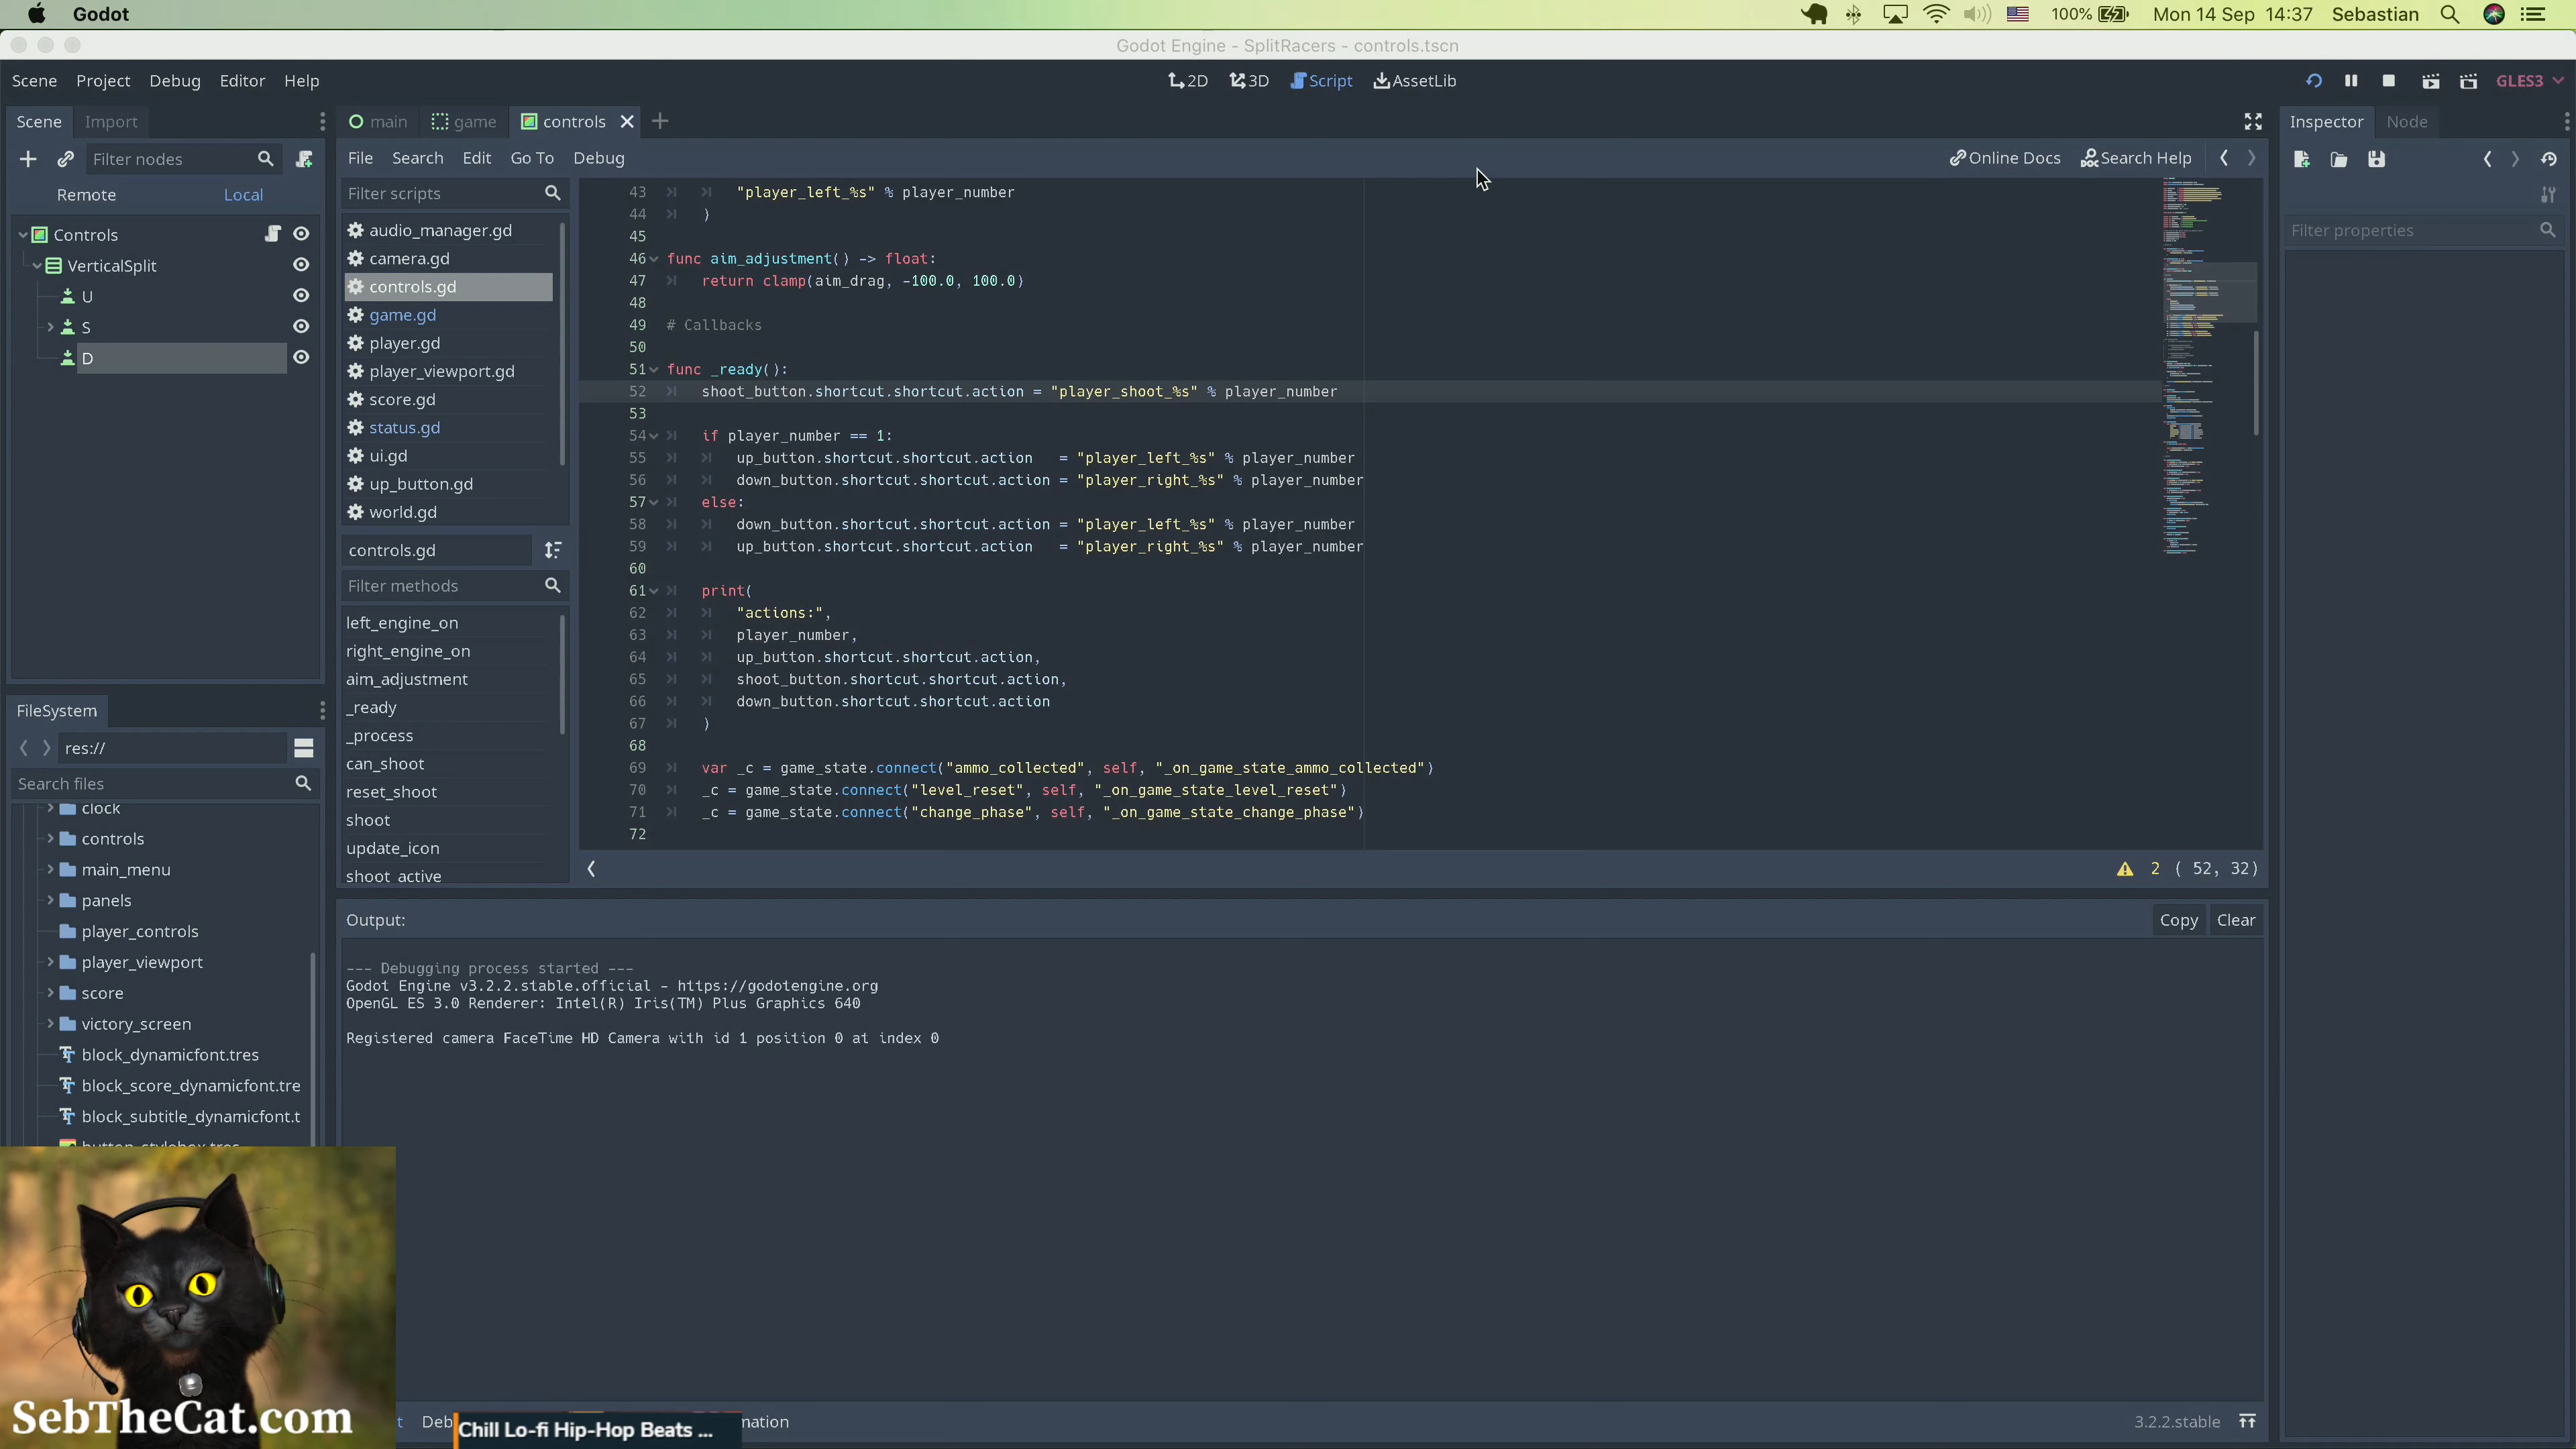 Godot
100%
Mon 14 Sep 14:37 Sebastian
Godot Engine - SplitRacers - controls.tscn
Scene Project Debug Editor Help
2D 3D Script AssetLib
GLES3
Scene Import
main game controls
Inspector Node
Filter nodes
File Search Edit Go To Debug
Online Docs Search Help
Remote Local
Filter scripts
Filter properties
Controls
VerticalSplit
U
S
D
audio_manager.gd
camera.gd
controls.gd
game.gd
player.gd
player_viewport.gd
score.gd
status.gd
ui.gd
up_button.gd
world.gd
controls.gd
Filter methods
left_engine_on
right_engine_on
aim_adjustment
_ready
_process
can_shoot
reset_shoot
shoot
update_icon
shoot_active
43 "player_left_%s" % player_number
44 )
45
46 func aim_adjustment() -> float:
47 return clamp(aim_drag, -100.0, 100.0)
48
49 # Callbacks
50
51 func _ready():
52 shoot_button.shortcut.shortcut.action = "player_shoot_%s" % player_number
53
54 if player_number == 1:
55 up_button.shortcut.shortcut.action = "player_left_%s" % player_number
56 down_button.shortcut.shortcut.action = "player_right_%s" % player_number
57 else:
58 down_button.shortcut.shortcut.action = "player_left_%s" % player_number
59 up_button.shortcut.shortcut.action = "player_right_%s" % player_number
60
61 print(
62 "actions:",
63 player_number,
64 up_button.shortcut.shortcut.action,
65 shoot_button.shortcut.shortcut.action,
66 down_button.shortcut.shortcut.action
67 )
68
69 var _c = game_state.connect("ammo_collected", self, "_on_game_state_ammo_collected")
70 _c = game_state.connect("level_reset", self, "_on_game_state_level_reset")
71 _c = game_state.connect("change_phase", self, "_on_game_state_change_phase")
72
2 ( 52, 32)
FileSystem
res://
Search files
clock
controls
main_menu
panels
player_controls
player_viewport
score
victory_screen
block_dynamicfont.tres
block_score_dynamicfont.tre
block_subtitle_dynamicfont.t
Output:
Copy Clear
--- Debugging process started ---
Godot Engine v3.2.2.stable.official - https://godotengine.org
OpenGL ES 3.0 Renderer: Intel(R) Iris(TM) Plus Graphics 640
Registered camera FaceTime HD Camera with id 1 position 0 at index 0
SebTheCat.com
t Deb
Chill Lo-fi Hip-Hop Beats ...
mation
3.2.2.stable